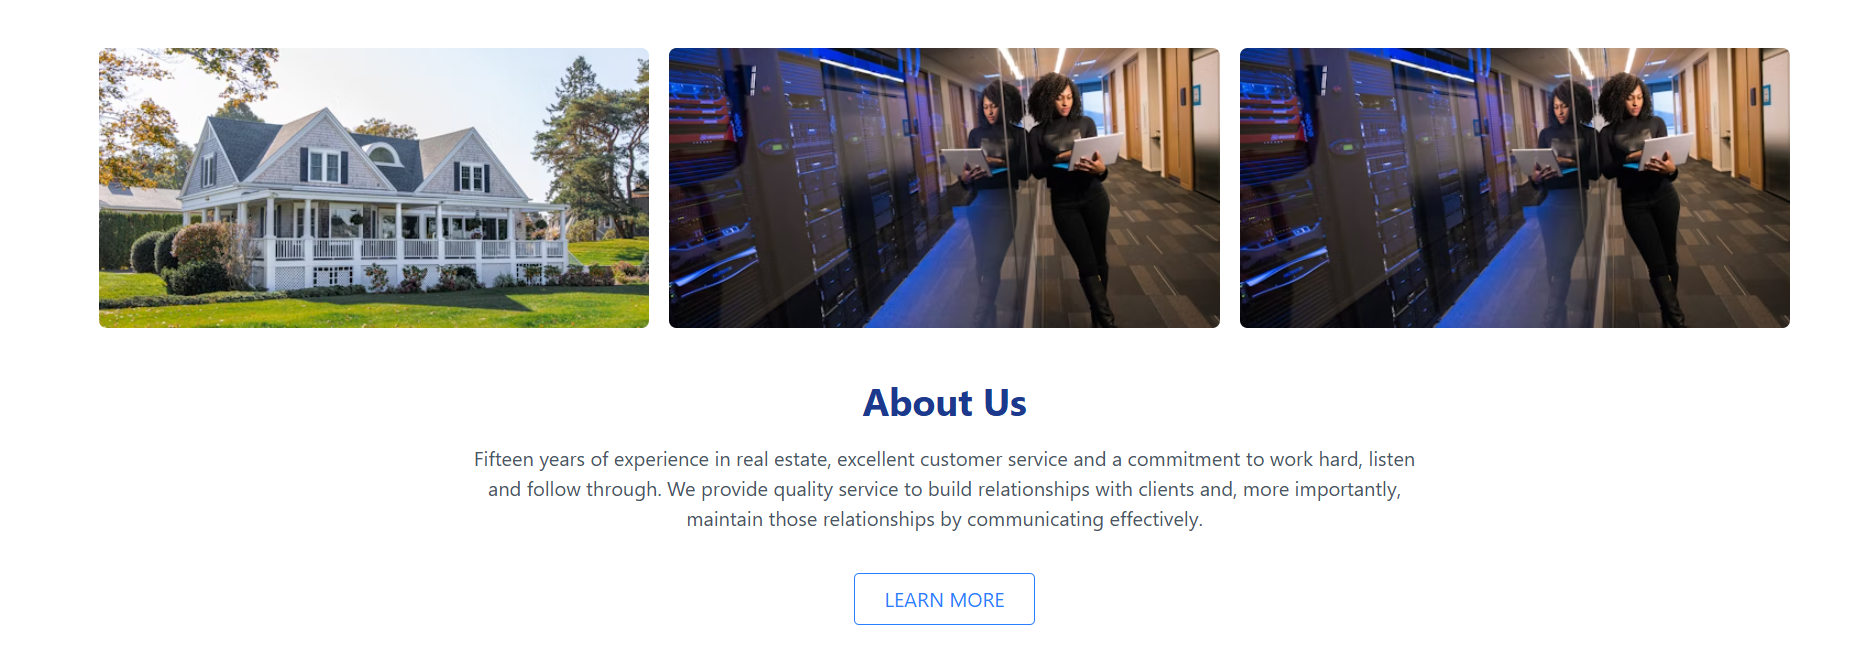 About Us
Fifteen years of experience in real estate, excellent customer service and a commitment to work hard, listen
and follow through. We provide quality service to build relationships with clients and, more importantly,
maintain those relationships by communicating effectively.
LEARN MORE